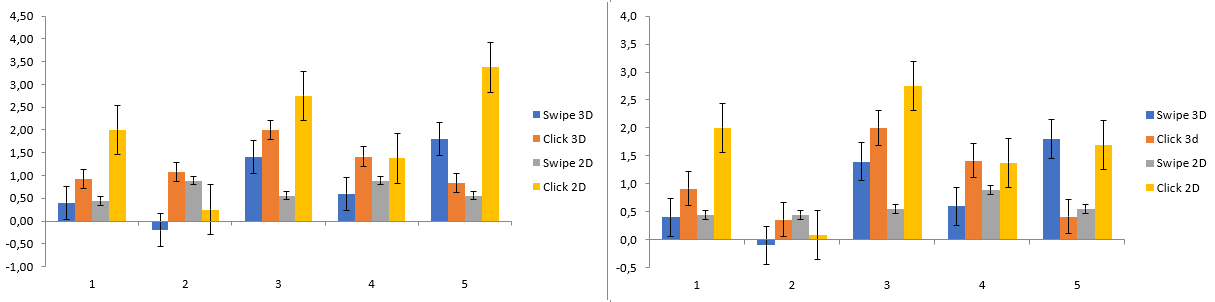 4,50
4,00
3,50
3,00
2,50
2,00
1,50
1,00
0,50
0,00
-0,50
-1,00
1 2 3 4 5
Swipe 3D
Click 3D
Swipe 2D
Click 2D
4,0
3,5
3,0
2,5
2,0
1,5
1,0
0,5
0,0
-0,5
1 2 3 4 5
Swipe 3D
Click 3d
Swipe 2D
Click 2D